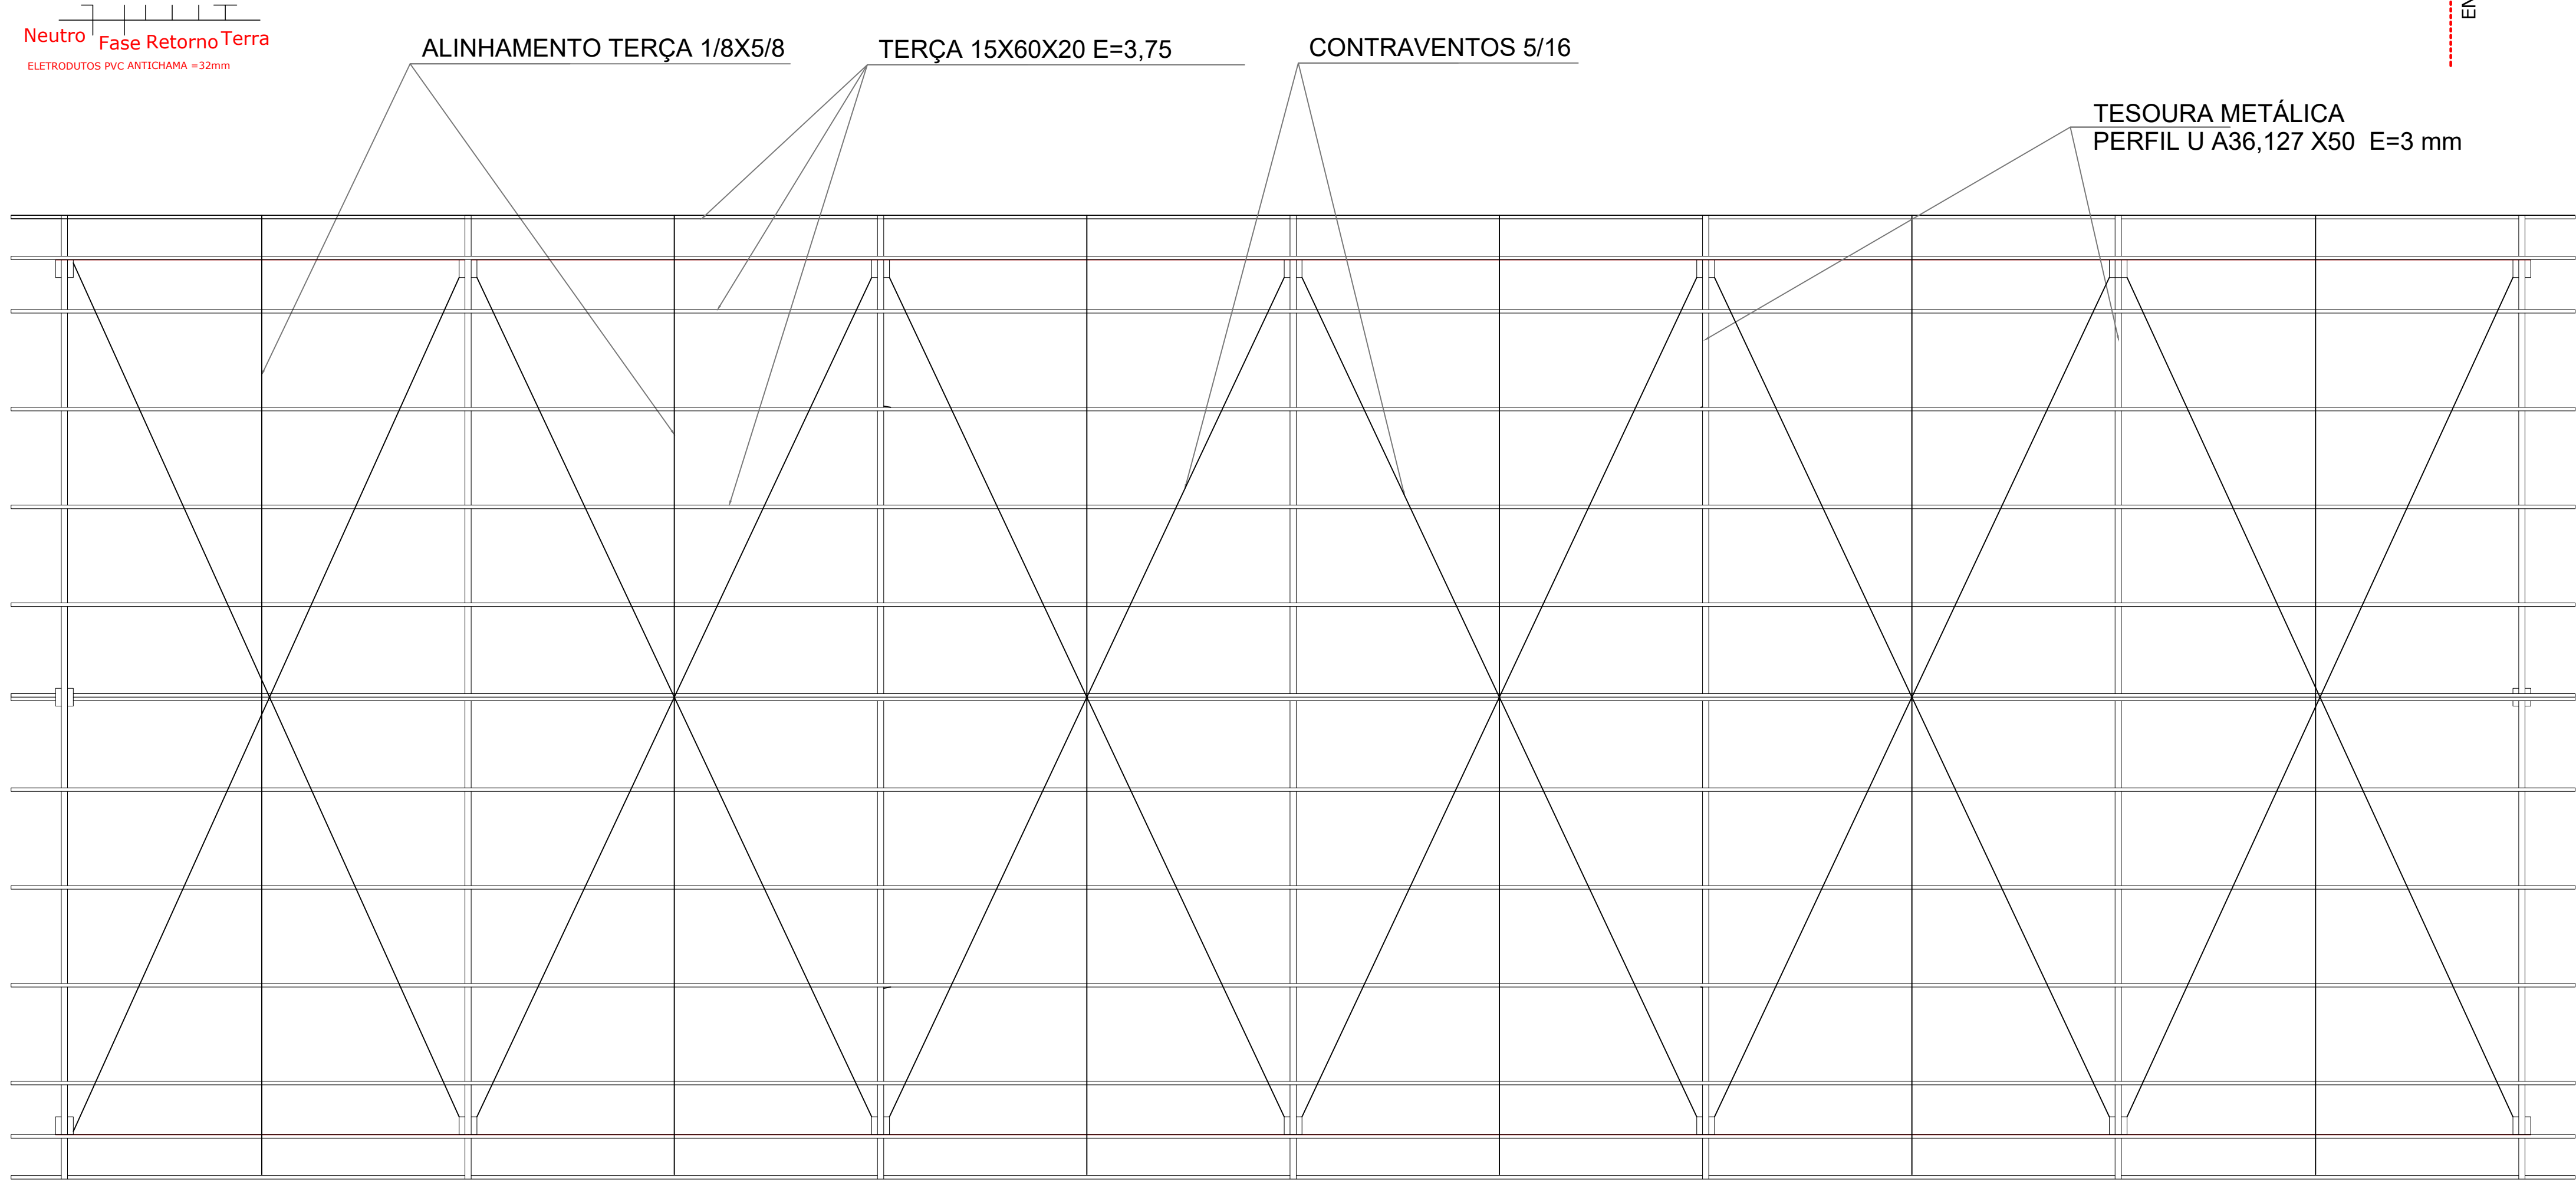 Neutro Fase Retorno Terra
ELETRODUTOS PVC ANTICHAMA =32mm
ALINHAMENTO TERÇA 1/8X5/8
TERÇA 15X60X20 E=3,75
CONTRAVENTOS 5/16
TESOURA METÁLICA
PERFIL U A36,127 X50 E=3 mm